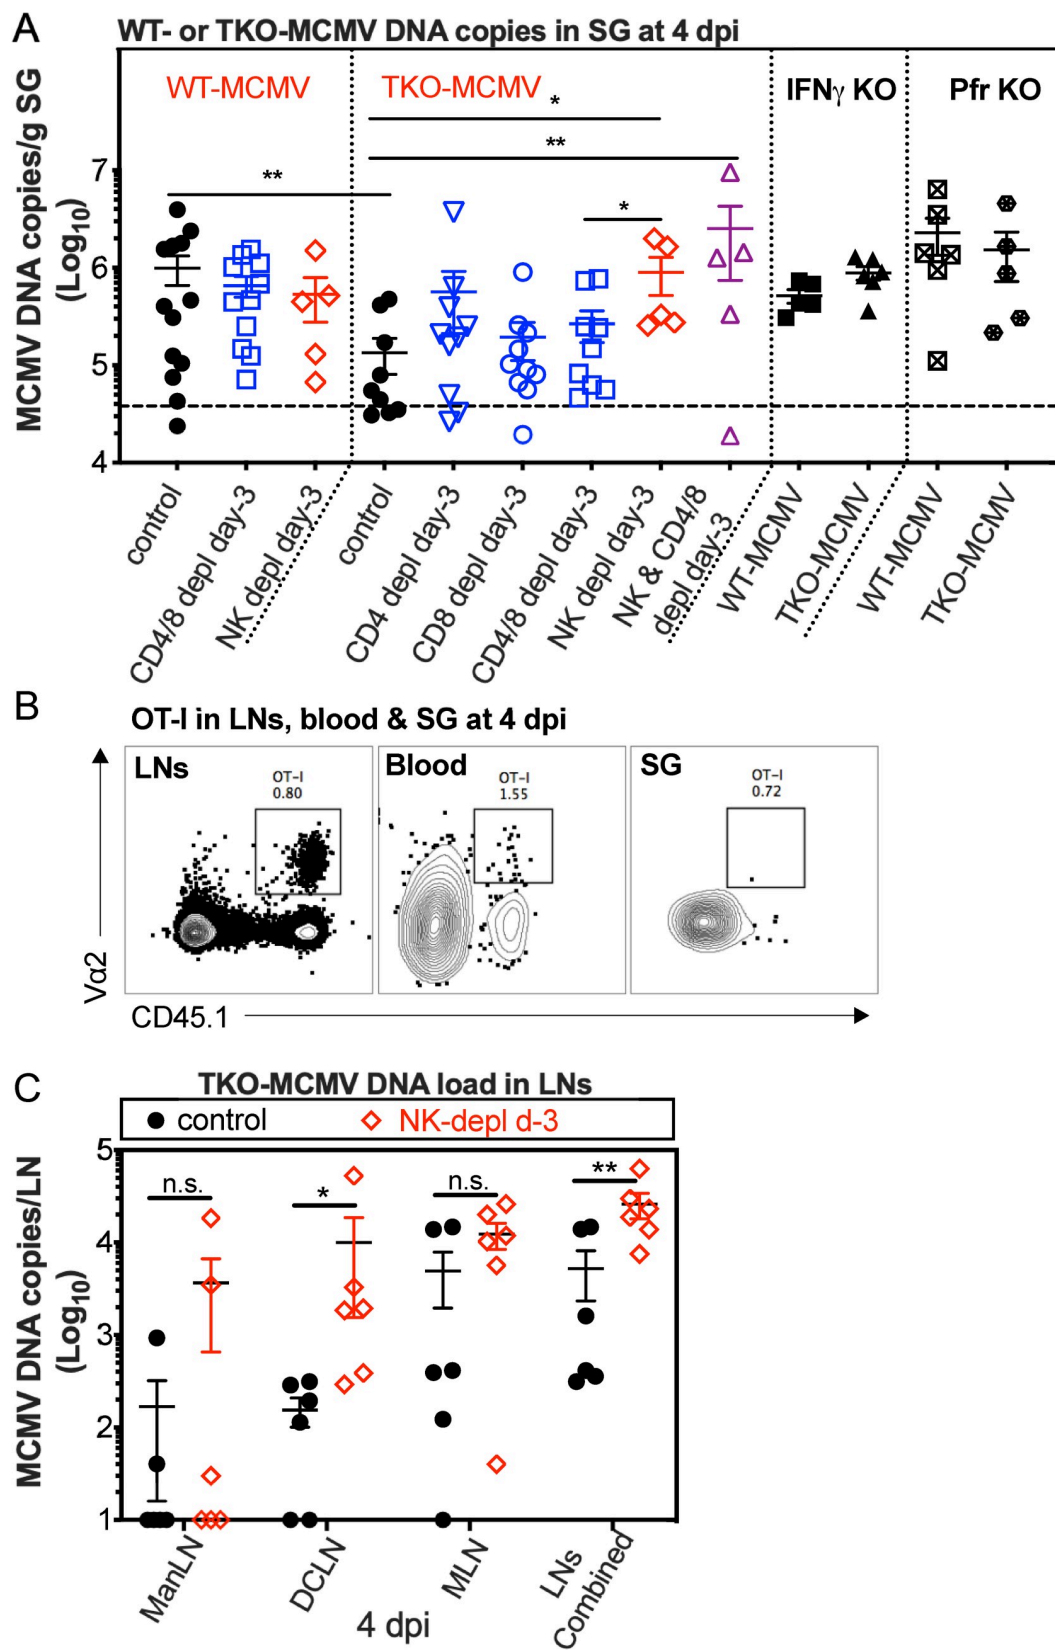 A
WT- or TKO-MCMV DNA copies in SG at 4 dpi
MCMV DNA copies/g SG
(Log10)
WT-MCMV
TKO-MCMV
IFNγ KO
Pfr KO
*
**
**
*
7
6
5
4
control
CD4/8 depl day-3
NK depl day-3
control
CD4 depl day-3
CD8 depl day-3
CD4/8 depl day-3
NK depl day-3
NK & CD4/8
depl day-3
WT-MCMV
TKO-MCMV
WT-MCMV
TKO-MCMV
B
OT-I in LNs, blood & SG at 4 dpi
LNs
OT-I
0.80
Blood
OT-I
1.55
SG
OT-I
0.72
Vα2
CD45.1
C
TKO-MCMV DNA load in LNs
control
NK-depl d-3
MCMV DNA copies/LN
(Log10)
5
4
3
2
1
n.s.
*
n.s.
**
ManLN
DCLN
MLN
LNs
Combined
4 dpi